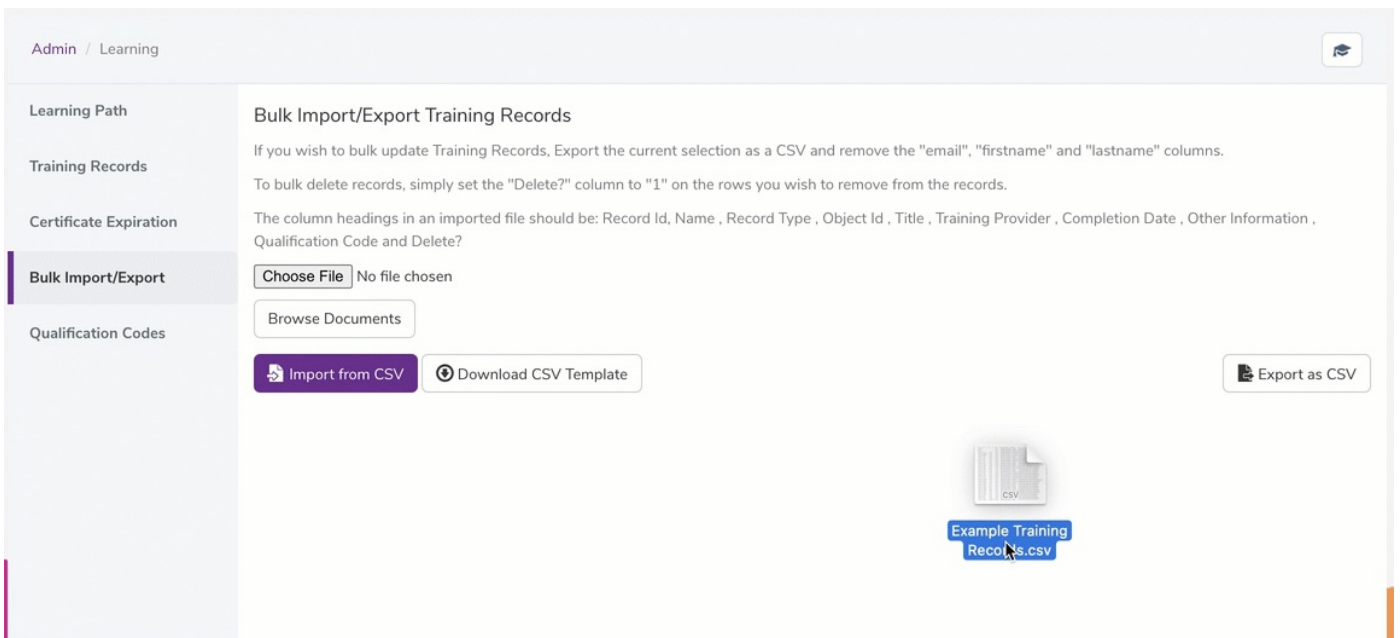 Admin / Learning
Learning Path
Training Records
Certificate Expiration
Bulk Import/Export
Qualification Codes
Bulk Import/Export Training Records
If you wish to bulk update Training Records, Export the current selection as a CSV and remove the "email", "firstname" and "lastname" columns.
To bulk delete records, simply set the "Delete?" column to "1" on the rows you wish to remove from the records.
The column headings in an imported file should be: Record Id, Name , Record Type , Object Id , Title , Training Provider , Completion Date , Other Information ,
Qualification Code and Delete?
Choose File No file chosen
Browse Documents
Import from CSV Download CSV Template Export as CSV
CSV
Example Training
Records.csv